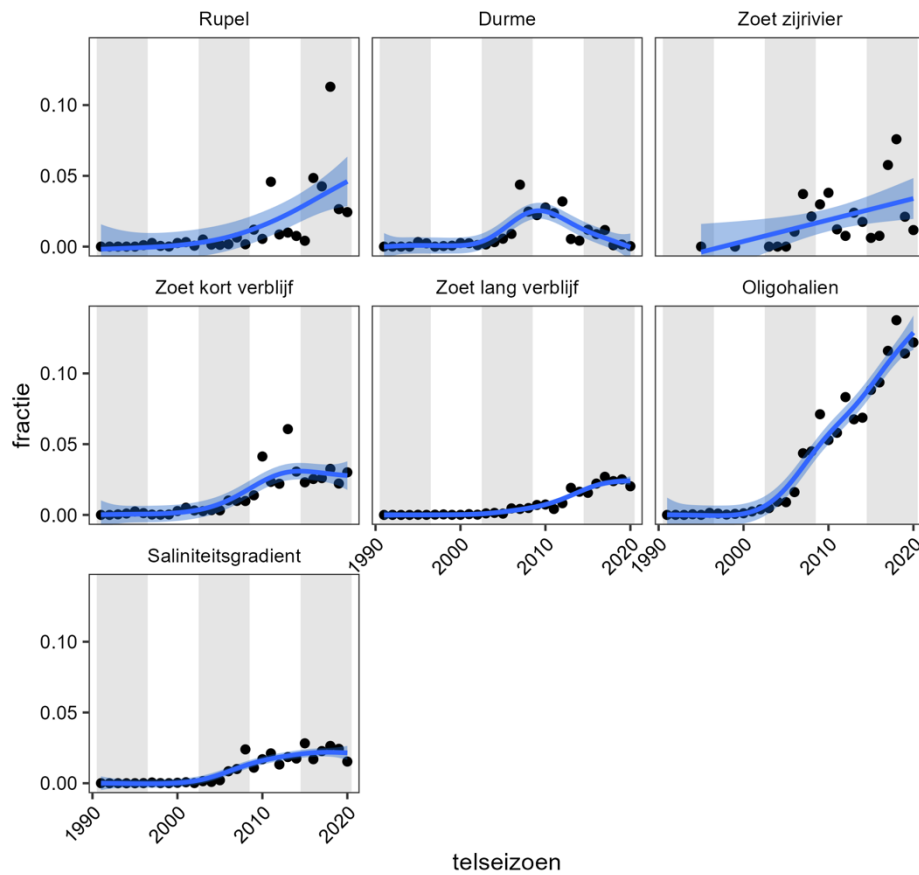 Rupel
Durme
Zoet zijrivier
0.10
0.05
0.00
Zoet kort verblijf
Zoet lang verblijf
Oligohalien
fractie
0.10
0.05
0.00
1990
2000
2010
2020
1990
2000
2010
2020
Saliniteitsgradient
0.10
0.05
0.00
1990
2000
2010
2020
telseizoen